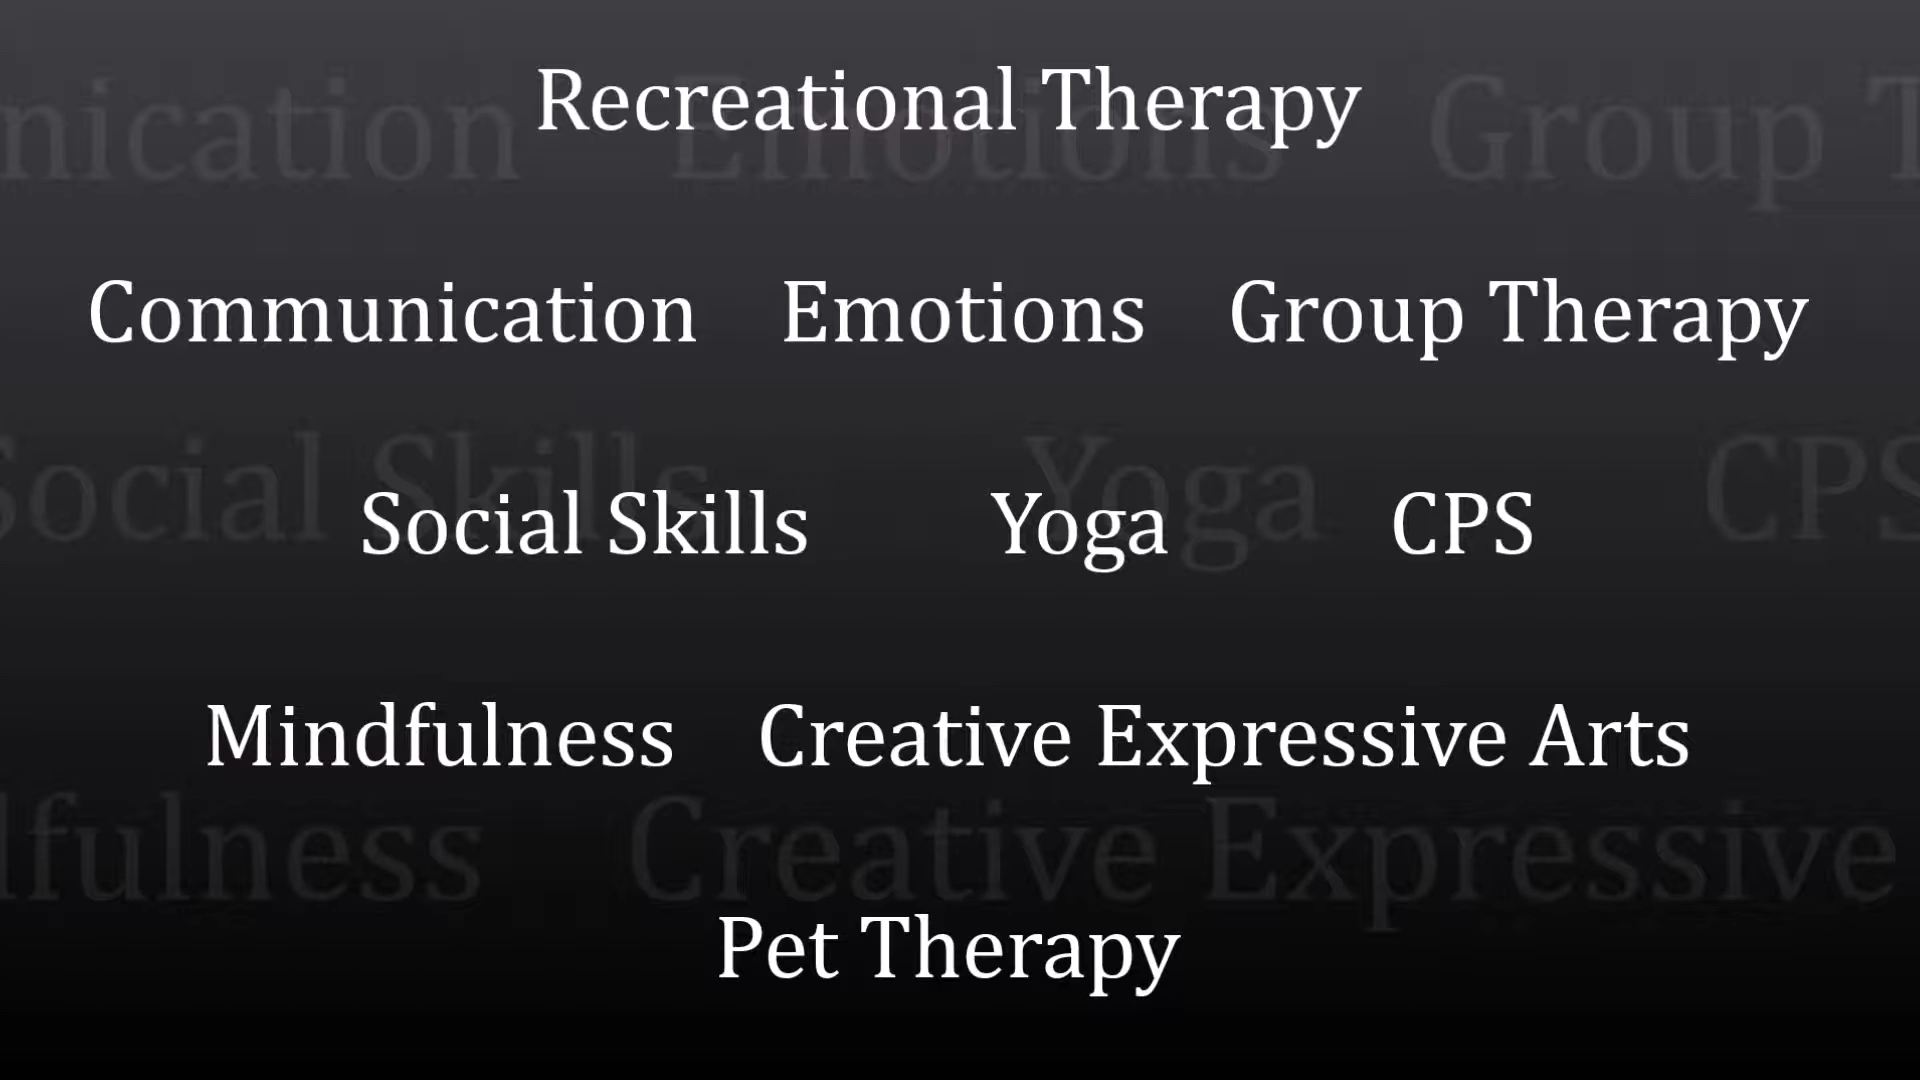 Recreational Therapy
Communication Emotions Group Therapy
Social Skills Yoga CPS
Mindfulness Creative Expressive Arts
Pet Therapy